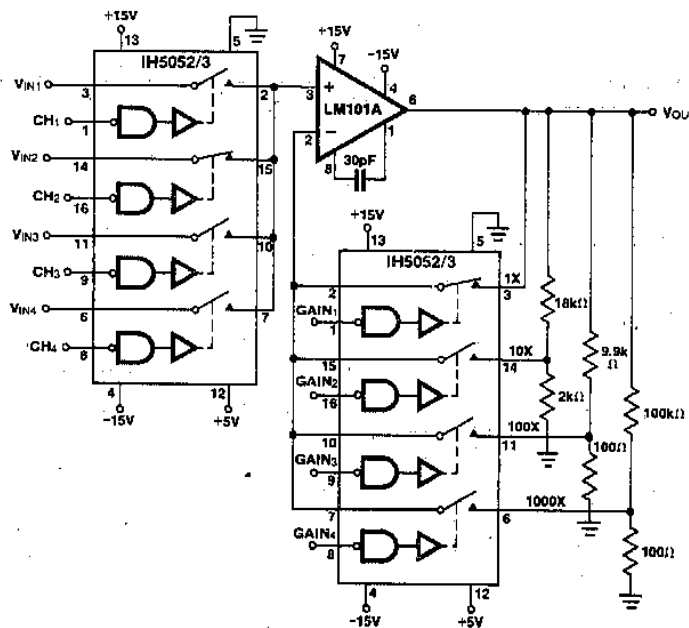 +15V
13
5
IH5052/3
VIN1
3
2
CH1
1
VIN2
14
15
CH2
16
VIN3
11
10
CH3
9
VIN4
6
7
CH4
8
4
-15V
12
+5V
+15V
7
-15V
4
3
+
LM101A
6
2
−
8
1
30pF
VOU
+15V
13
5
IH5052/3
2
1X
3
GAIN1
1
15
10X
14
GAIN2
16
10
100X
11
GAIN3
9
7
1000X
6
GAIN4
8
4
-15V
12
+5V
18kΩ
2kΩ
9.9k
Ω
100Ω
100kΩ
100Ω